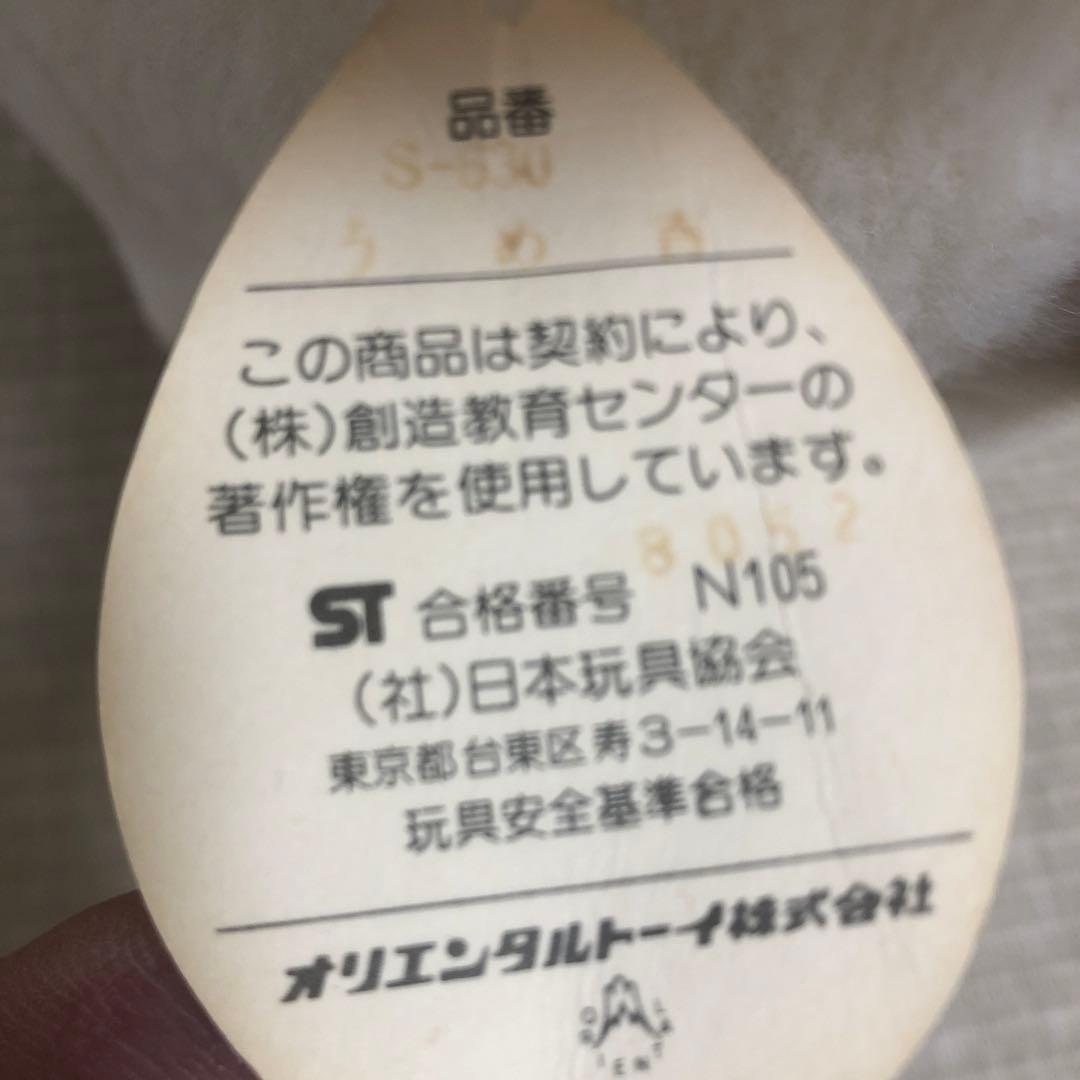 品番
S-630
この商品は契約により、
(株)創造教育センターの
著作権を使用しています。
8052
ST 合格番号 N105
(社)日本玩具協会
東京都台東区寿3-14-11
玩具安全基準合格
オリエンタルトーイ株式会社